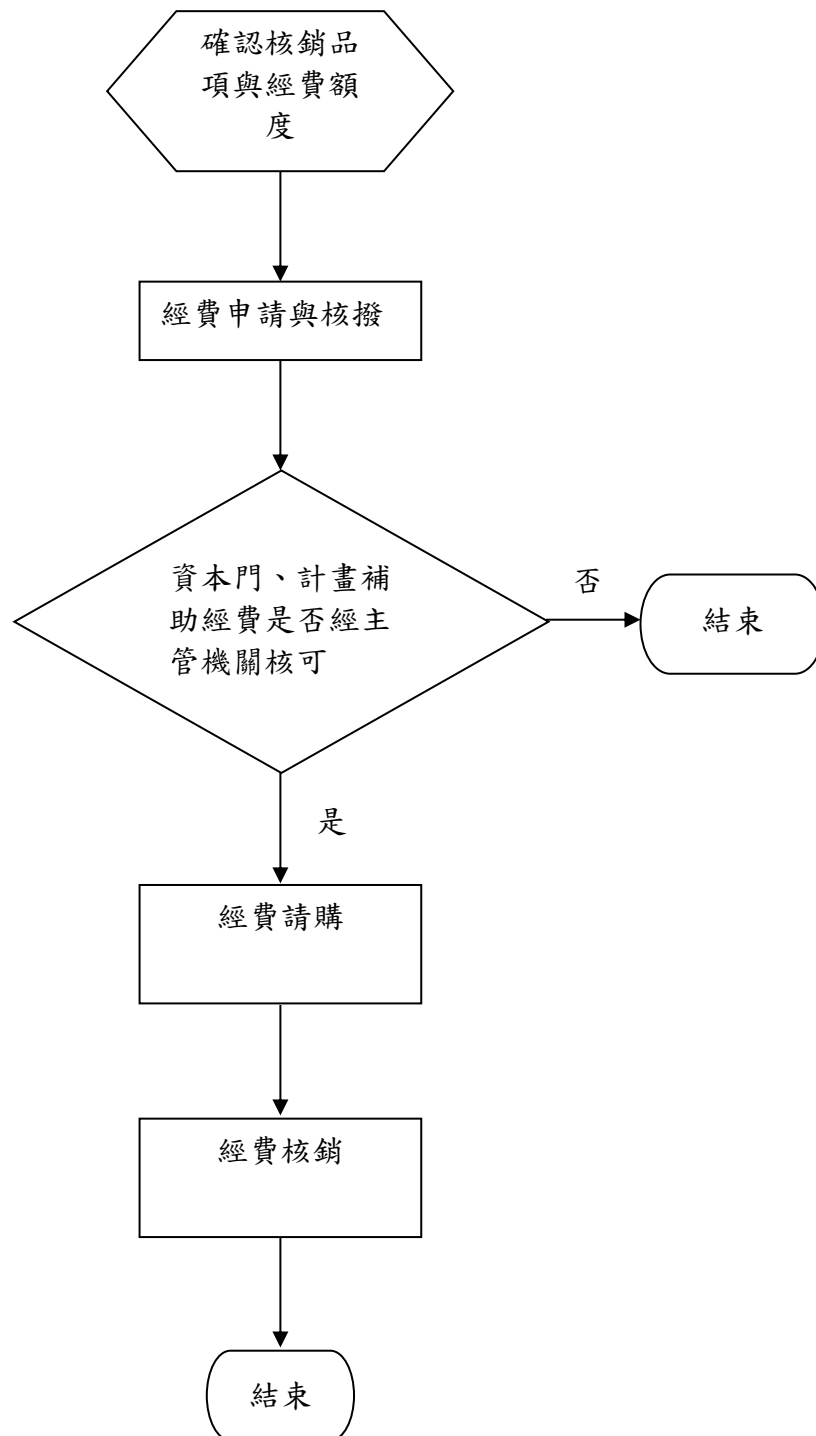 確認核銷品
項與經費額
度
經費申請與核撥
資本門、計畫補
助經費是否經主
管機關核可
否
結束
是
經費請購
經費核銷
結束